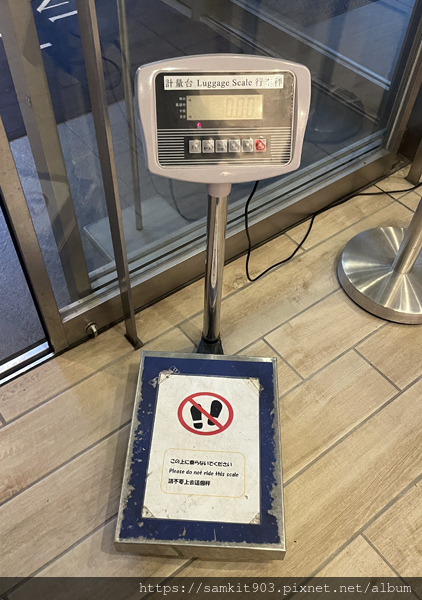 計量台 Luggage Scale 行李秤
0.00
この上に乗らないでください
Please do not ride this scale
請不要上去這個秤
https://samkit903.pixnet.net/album